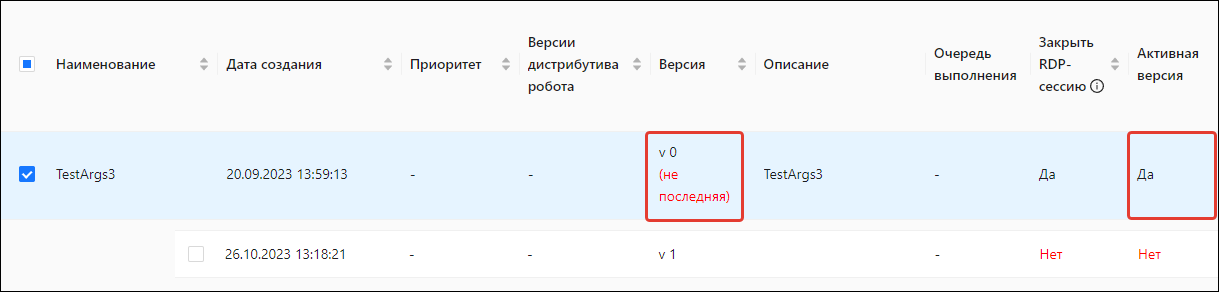 Наименование
Дата создания
Приоритет
Версии
дистрибутива
робота
Версия
Описание
Очередь
выполнения
Закрыть
RDP-
сессию
Активная
версия
TestArgs3
20.09.2023 13:59:13
-
-
v 0
(не
последняя)
TestArgs3
-
Да
Да
26.10.2023 13:18:21
-
-
v 1
-
Нет
Нет